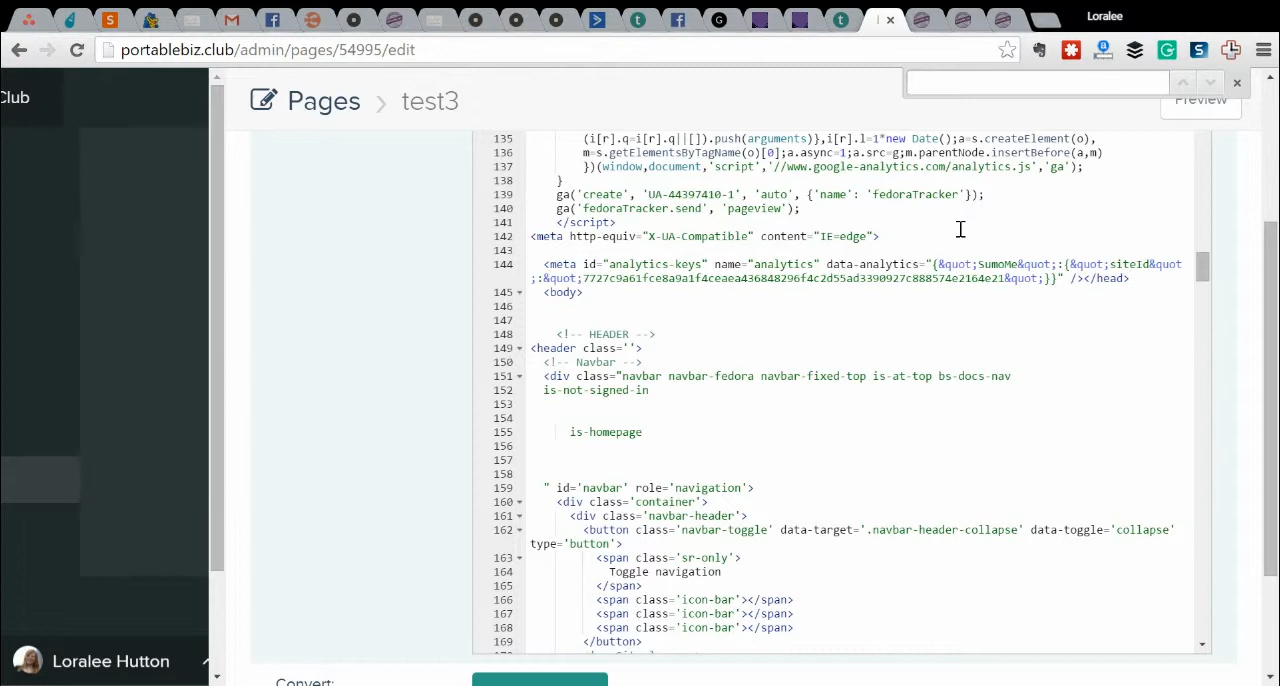 Loralee
portablebiz.club/admin/pages/54995/edit
Club
Pages > test3
Preview
135 (i[r].q=i[r].q||[]).push(arguments)},i[r].l=1*new Date();a=s.createElement(o),
136 m=s.getElementsByTagName(o)[0];a.async=1;a.src=g;m.parentNode.insertBefore(a,m)
137 })(window,document,'script','//www.google-analytics.com/analytics.js','ga');
138 }
139 ga('create', 'UA-44397410-1', 'auto', {'name': 'fedoraTracker'});
140 ga('fedoraTracker.send', 'pageview');
141 </script>
142 <meta http-equiv="X-UA-Compatible" content="IE=edge">
143
144 <meta id="analytics-keys" name="analytics" data-analytics="{&quot;SumoMe&quot;:{&quot;siteId&quot
;:&quot;7727c9a61fce8a9a1f4ceaea436848296f4c2d55ad3390927c888574e2164e21&quot;}}" /></head>
145 <body>
146
147
148 <!-- HEADER -->
149 <header class=''>
150 <!-- Navbar -->
151 <div class="navbar navbar-fedora navbar-fixed-top is-at-top bs-docs-nav
152 is-not-signed-in
153
154
155 is-homepage
156
157
158
159 " id='navbar' role='navigation'>
160 <div class='container'>
161 <div class='navbar-header'>
162 <button class='navbar-toggle' data-target='.navbar-header-collapse' data-toggle='collapse'
type='button'>
163 <span class='sr-only'>
164 Toggle navigation
165 </span>
166 <span class='icon-bar'></span>
167 <span class='icon-bar'></span>
168 <span class='icon-bar'></span>
169 </button>
Loralee Hutton
Convert: